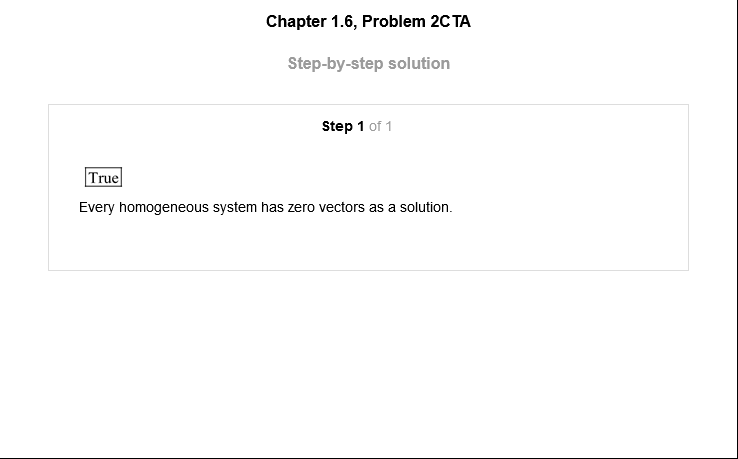 Chapter 1.6, Problem 2CTA
Step-by-step solution
Step 1 of 1
True
Every homogeneous system has zero vectors as a solution.